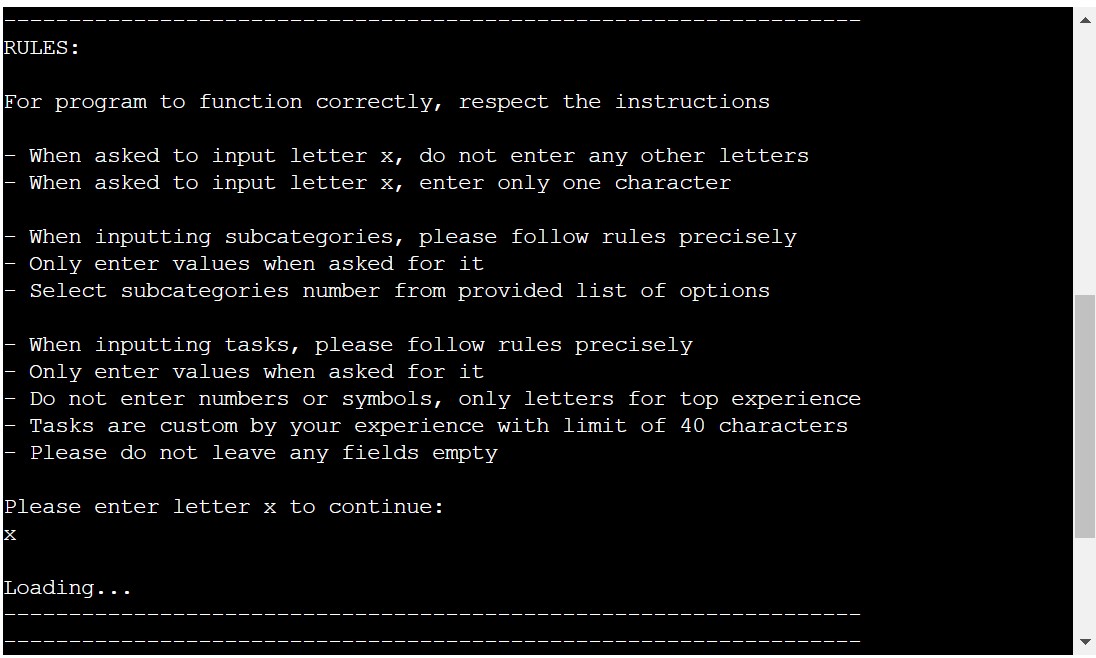 ------------------------------------------------------------------
RULES:
For program to function correctly, respect the instructions
- When asked to input letter x, do not enter any other letters
- When asked to input letter x, enter only one character
- When inputting subcategories, please follow rules precisely
- Only enter values when asked for it
- Select subcategories number from provided list of options
- When inputting tasks, please follow rules precisely
- Only enter values when asked for it
- Do not enter numbers or symbols, only letters for top experience
- Tasks are custom by your experience with limit of 40 characters
- Please do not leave any fields empty
Please enter letter x to continue:
x
Loading...
------------------------------------------------------------------
------------------------------------------------------------------